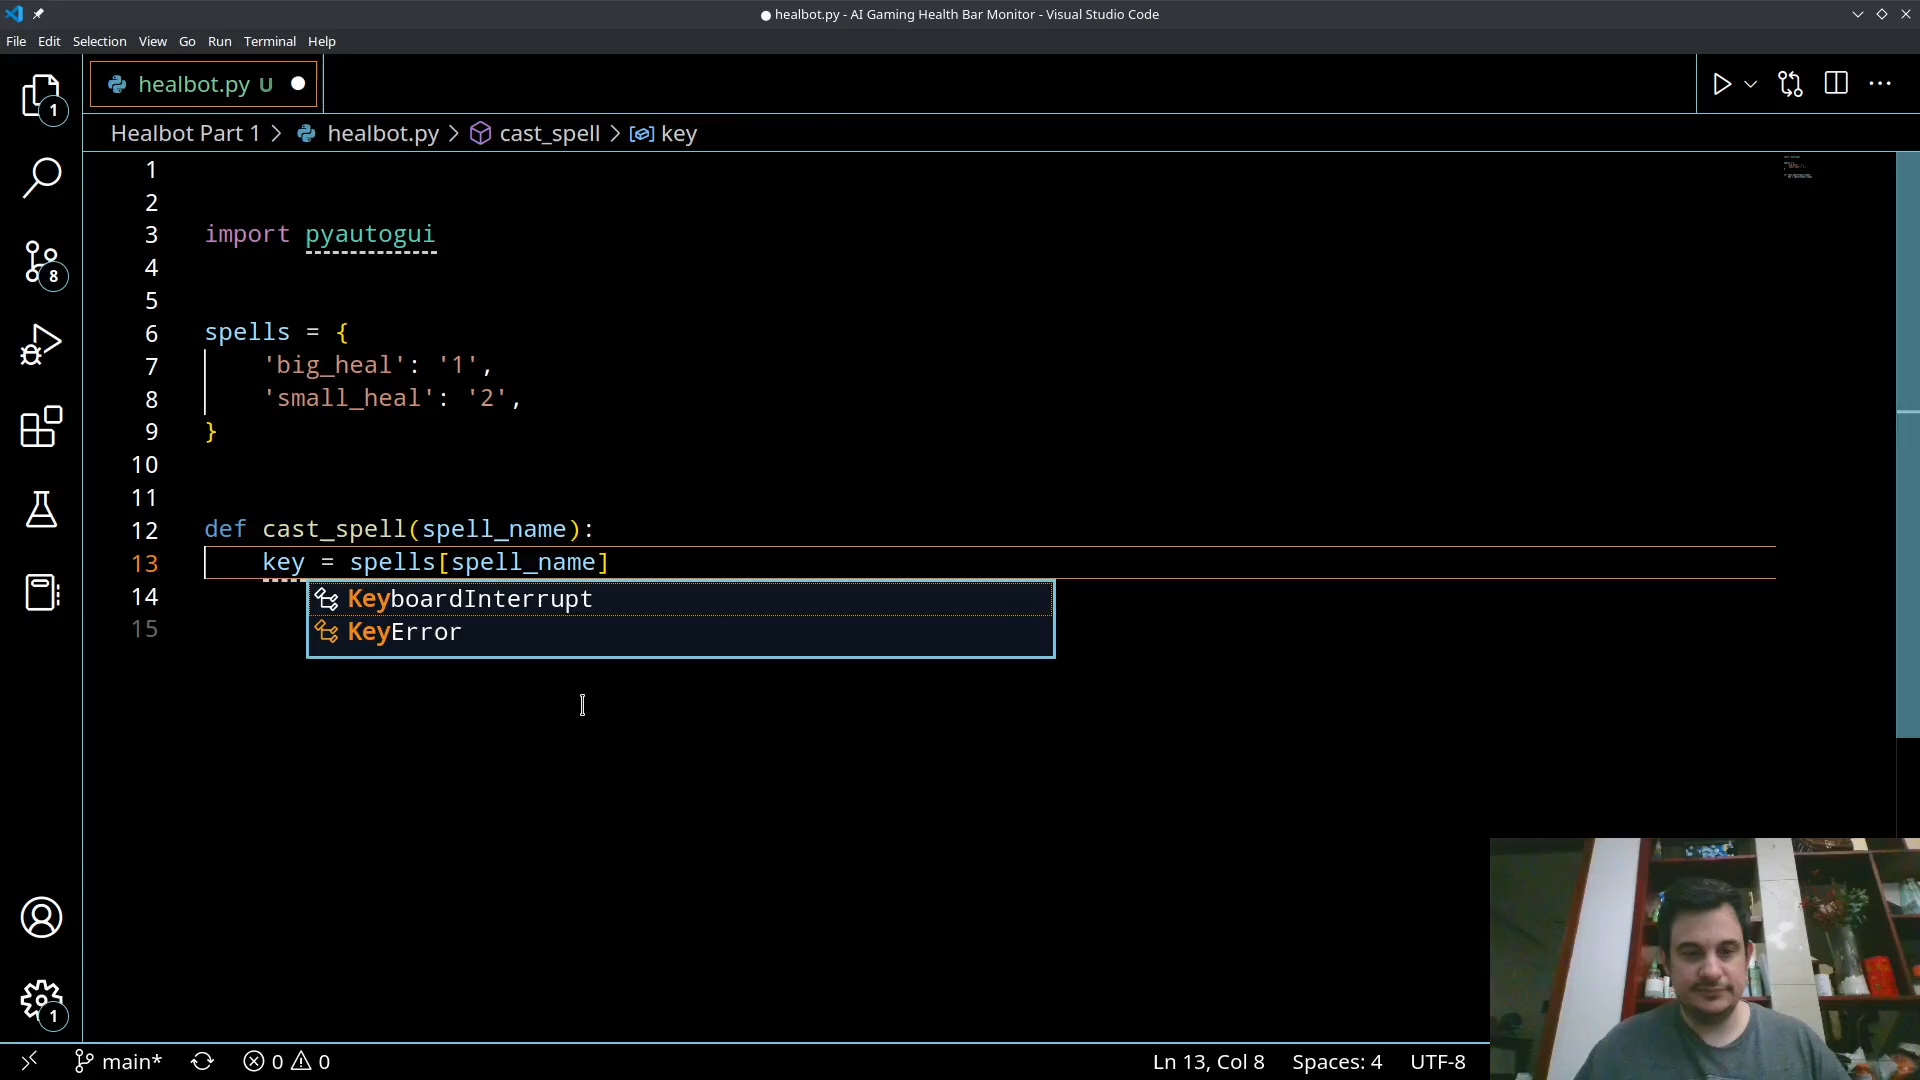 healbot.py - AI Gaming Health Bar Monitor - Visual Studio Code
File Edit Selection View Go Run Terminal Help
1
healbot.py U
Healbot Part 1 > healbot.py > cast_spell > key
1
2
3 import pyautogui
4
5
6 spells = {
7 'big_heal': '1',
8 'small_heal': '2',
9 }
10
11
12 def cast_spell(spell_name):
13 key = spells[spell_name]
14 KeyboardInterrupt
15 KeyError
8
1
main* 0 0 Ln 13, Col 8 Spaces: 4 UTF-8